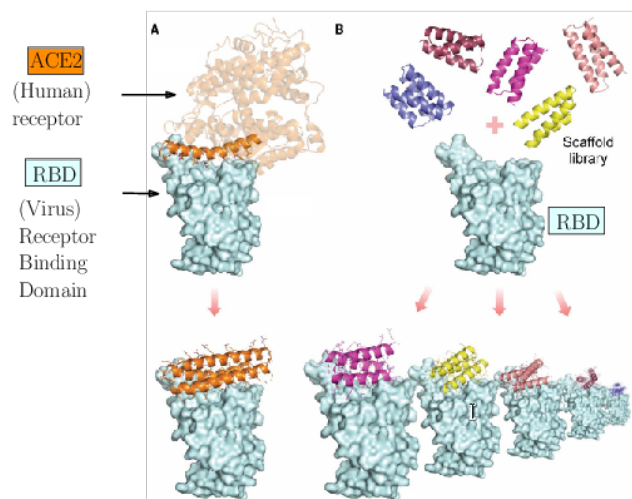 A
B
ACE2
(Human)
receptor
Scaffold
library
RBD
(Virus)
Receptor
Binding
Domain
RBD